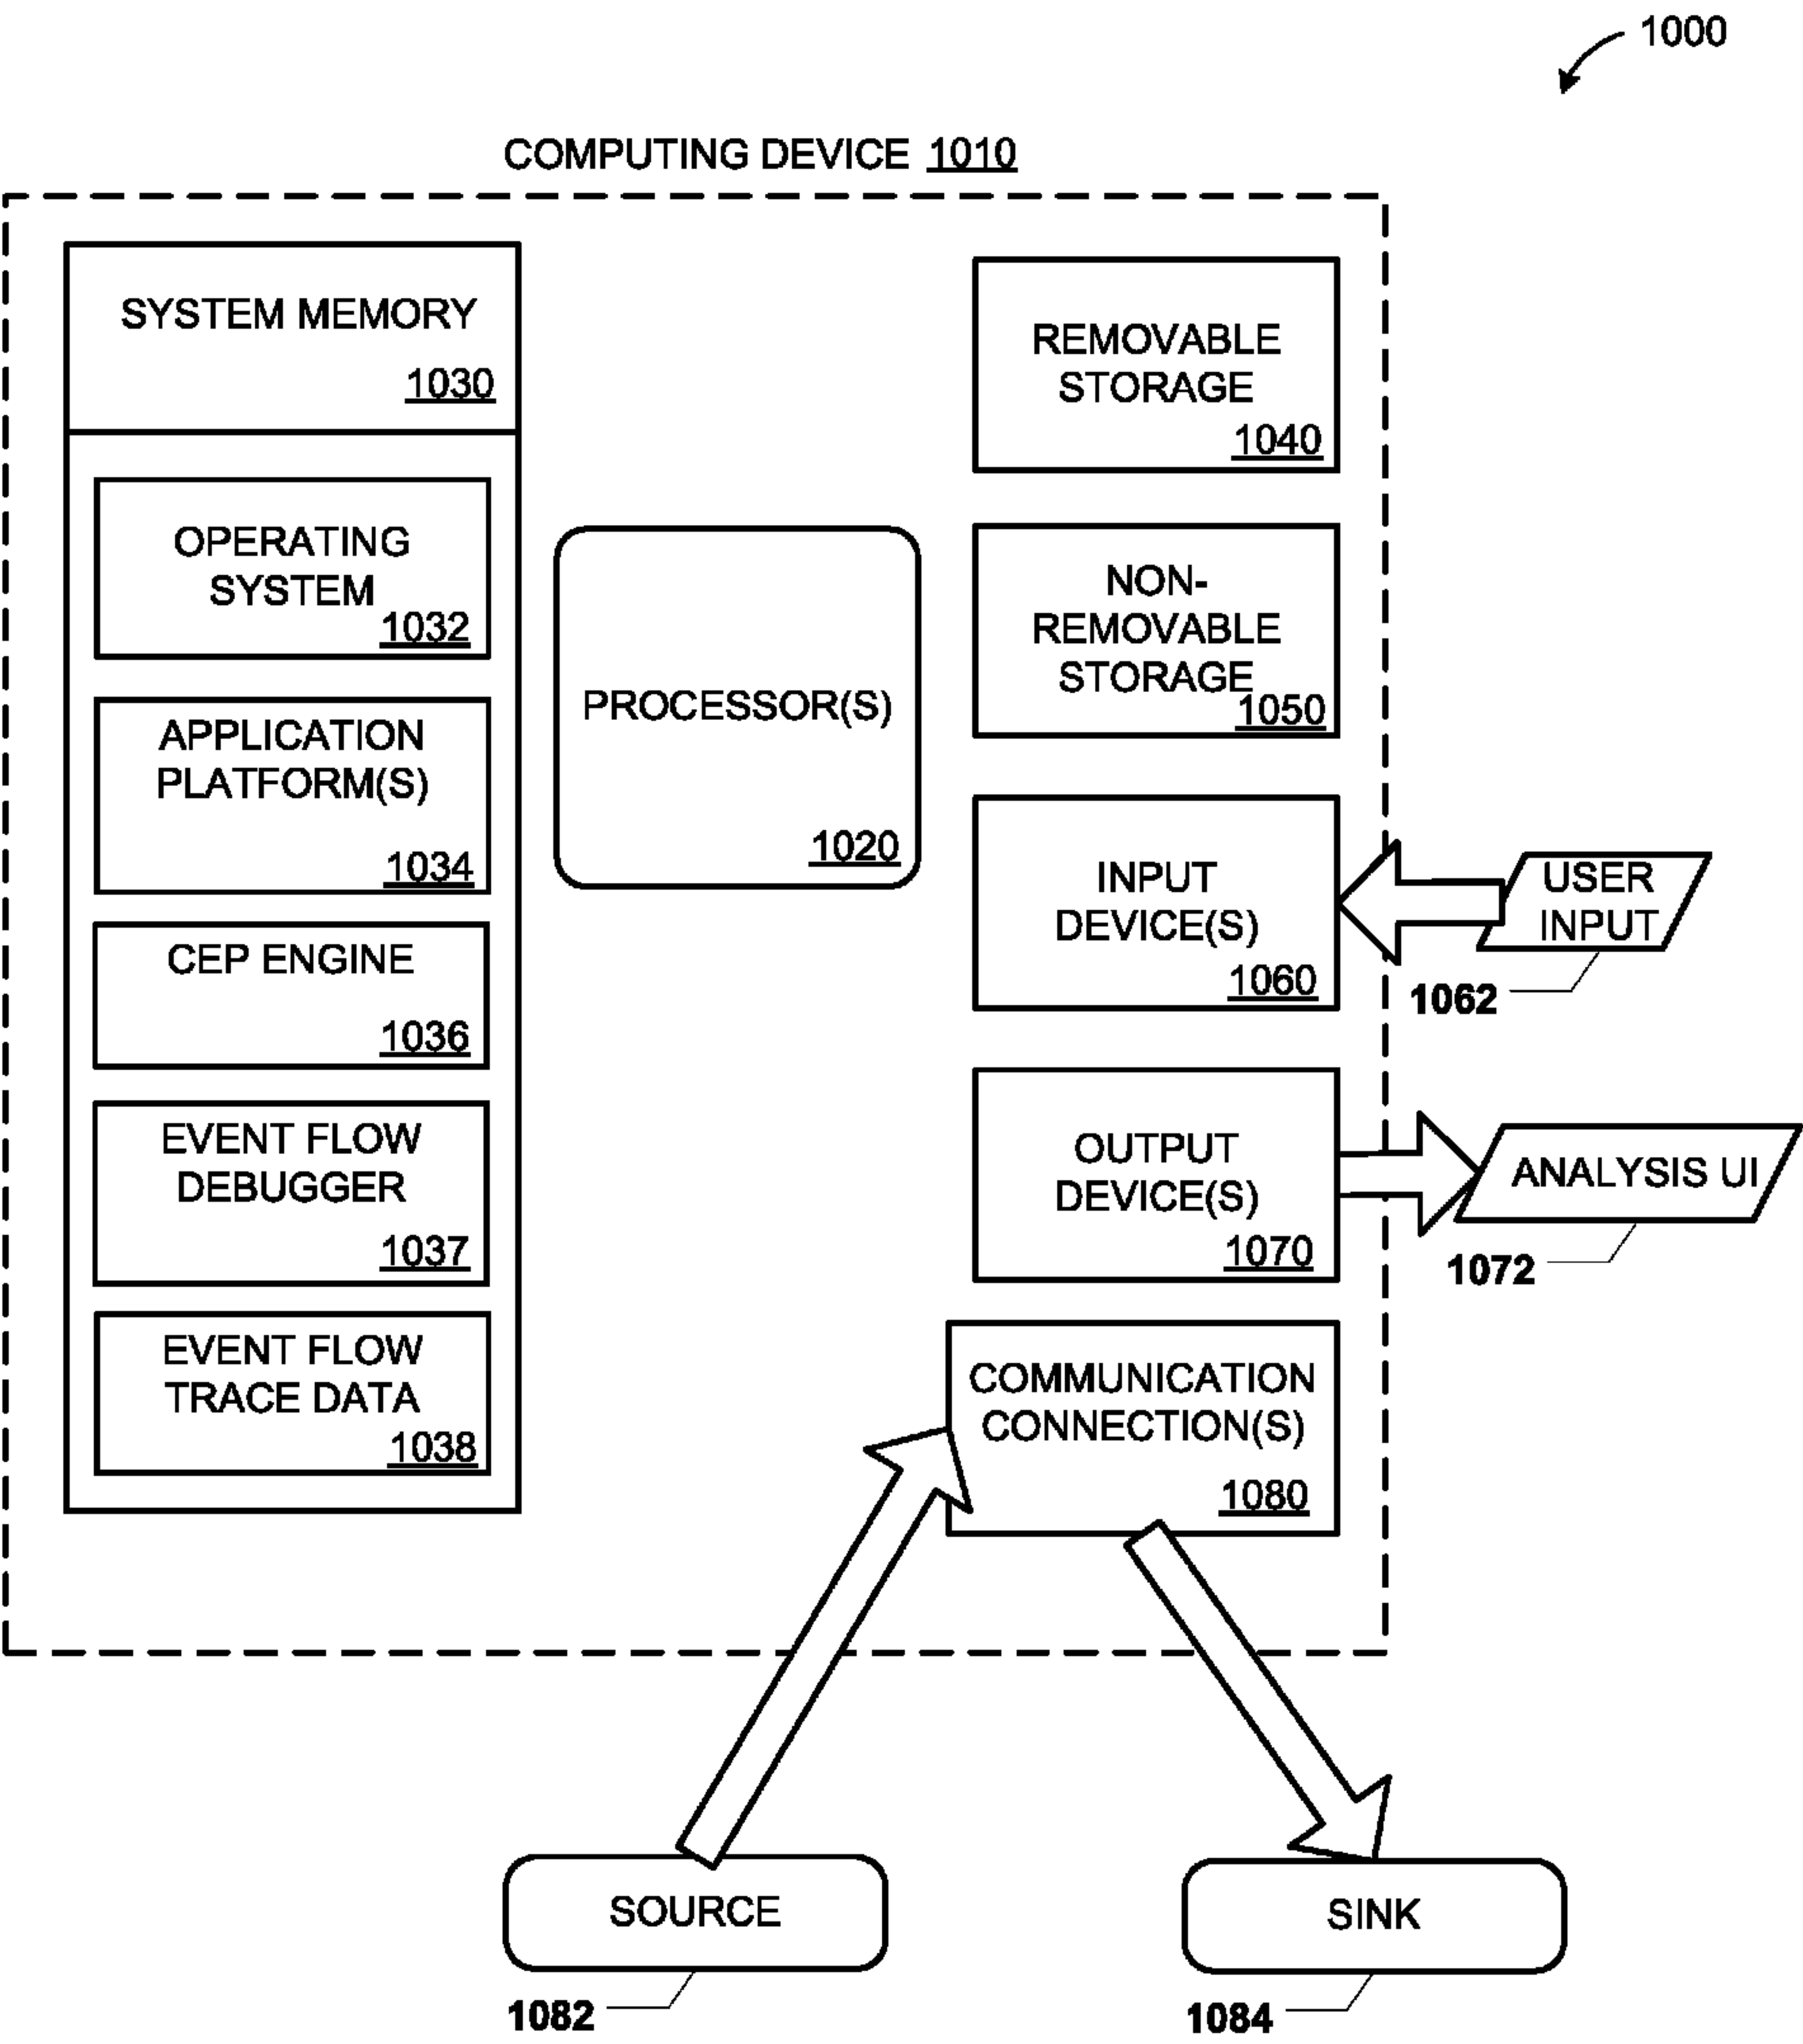 1000
COMPUTING DEVICE 1010
SYSTEM MEMORY
1030
OPERATING
SYSTEM
1032
APPLICATION
PLATFORM(S)
1034
CEP ENGINE
1036
EVENT FLOW
DEBUGGER
1037
EVENT FLOW
TRACE DATA
1038
PROCESSOR(S)
1020
REMOVABLE
STORAGE
1040
NON-
REMOVABLE
STORAGE
1050
INPUT
DEVICE(S)
1060
USER
INPUT
1062
OUTPUT
DEVICE(S)
1070
ANALYSIS UI
1072
COMMUNICATION
CONNECTION(S)
1080
SOURCE
1082
SINK
1084